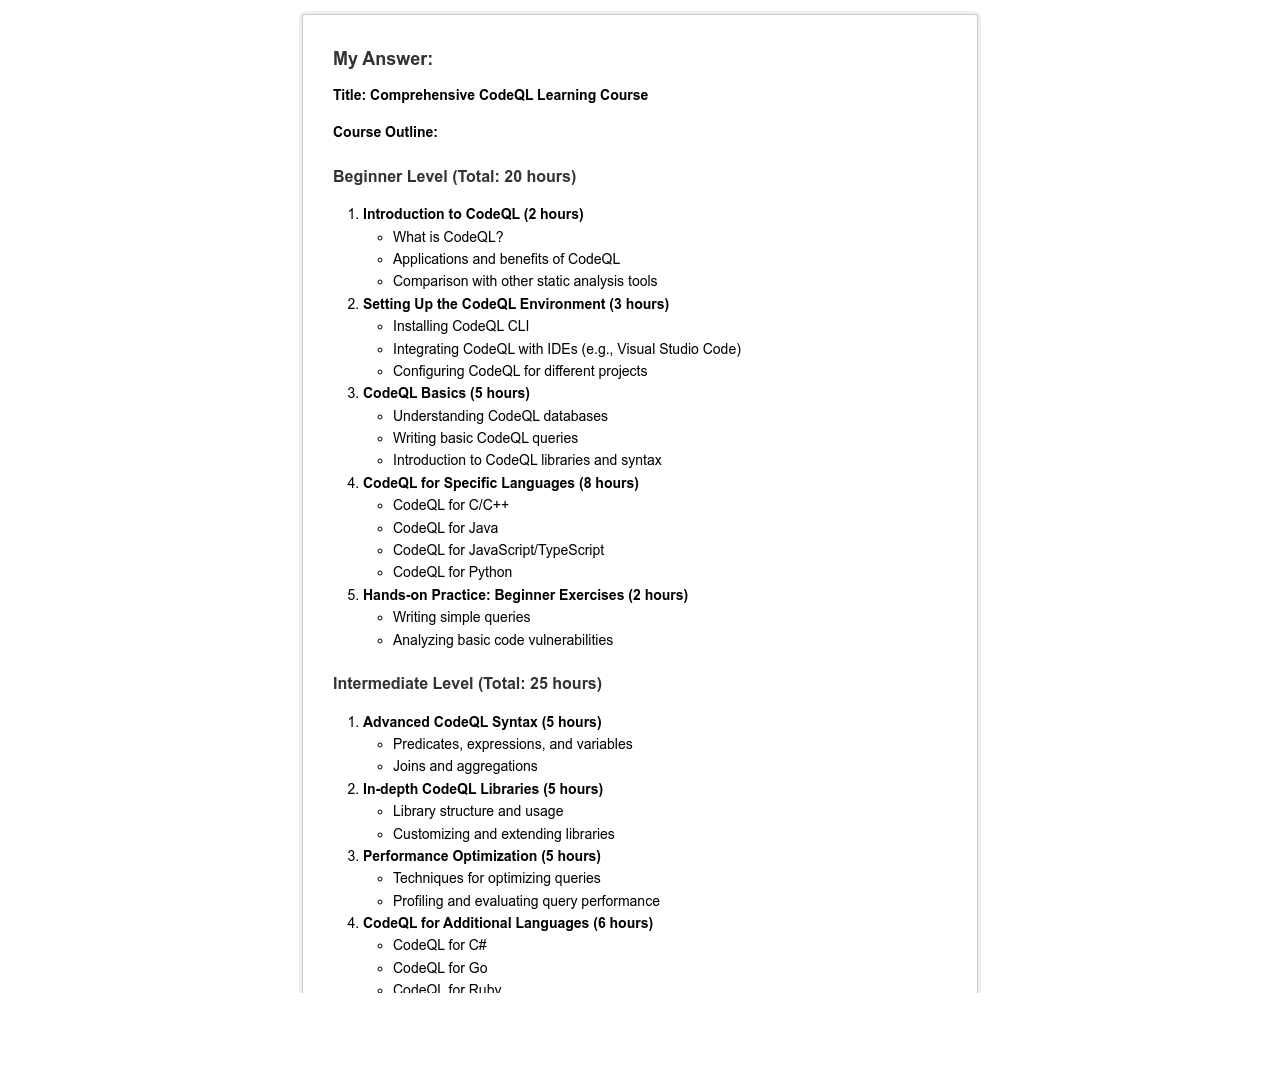 My Answer:
Title: Comprehensive CodeQL Learning Course
Course Outline:
Beginner Level (Total: 20 hours)
1. Introduction to CodeQL (2 hours)
What is CodeQL?
Applications and benefits of CodeQL
Comparison with other static analysis tools
2. Setting Up the CodeQL Environment (3 hours)
Installing CodeQL CLI
Integrating CodeQL with IDEs (e.g., Visual Studio Code)
Configuring CodeQL for different projects
3. CodeQL Basics (5 hours)
Understanding CodeQL databases
Writing basic CodeQL queries
Introduction to CodeQL libraries and syntax
4. CodeQL for Specific Languages (8 hours)
CodeQL for C/C++
CodeQL for Java
CodeQL for JavaScript/TypeScript
CodeQL for Python
5. Hands-on Practice: Beginner Exercises (2 hours)
Writing simple queries
Analyzing basic code vulnerabilities
Intermediate Level (Total: 25 hours)
1. Advanced CodeQL Syntax (5 hours)
Predicates, expressions, and variables
Joins and aggregations
2. In-depth CodeQL Libraries (5 hours)
Library structure and usage
Customizing and extending libraries
3. Performance Optimization (5 hours)
Techniques for optimizing queries
Profiling and evaluating query performance
4. CodeQL for Additional Languages (6 hours)
CodeQL for C#
CodeQL for Go
CodeQL for Ruby